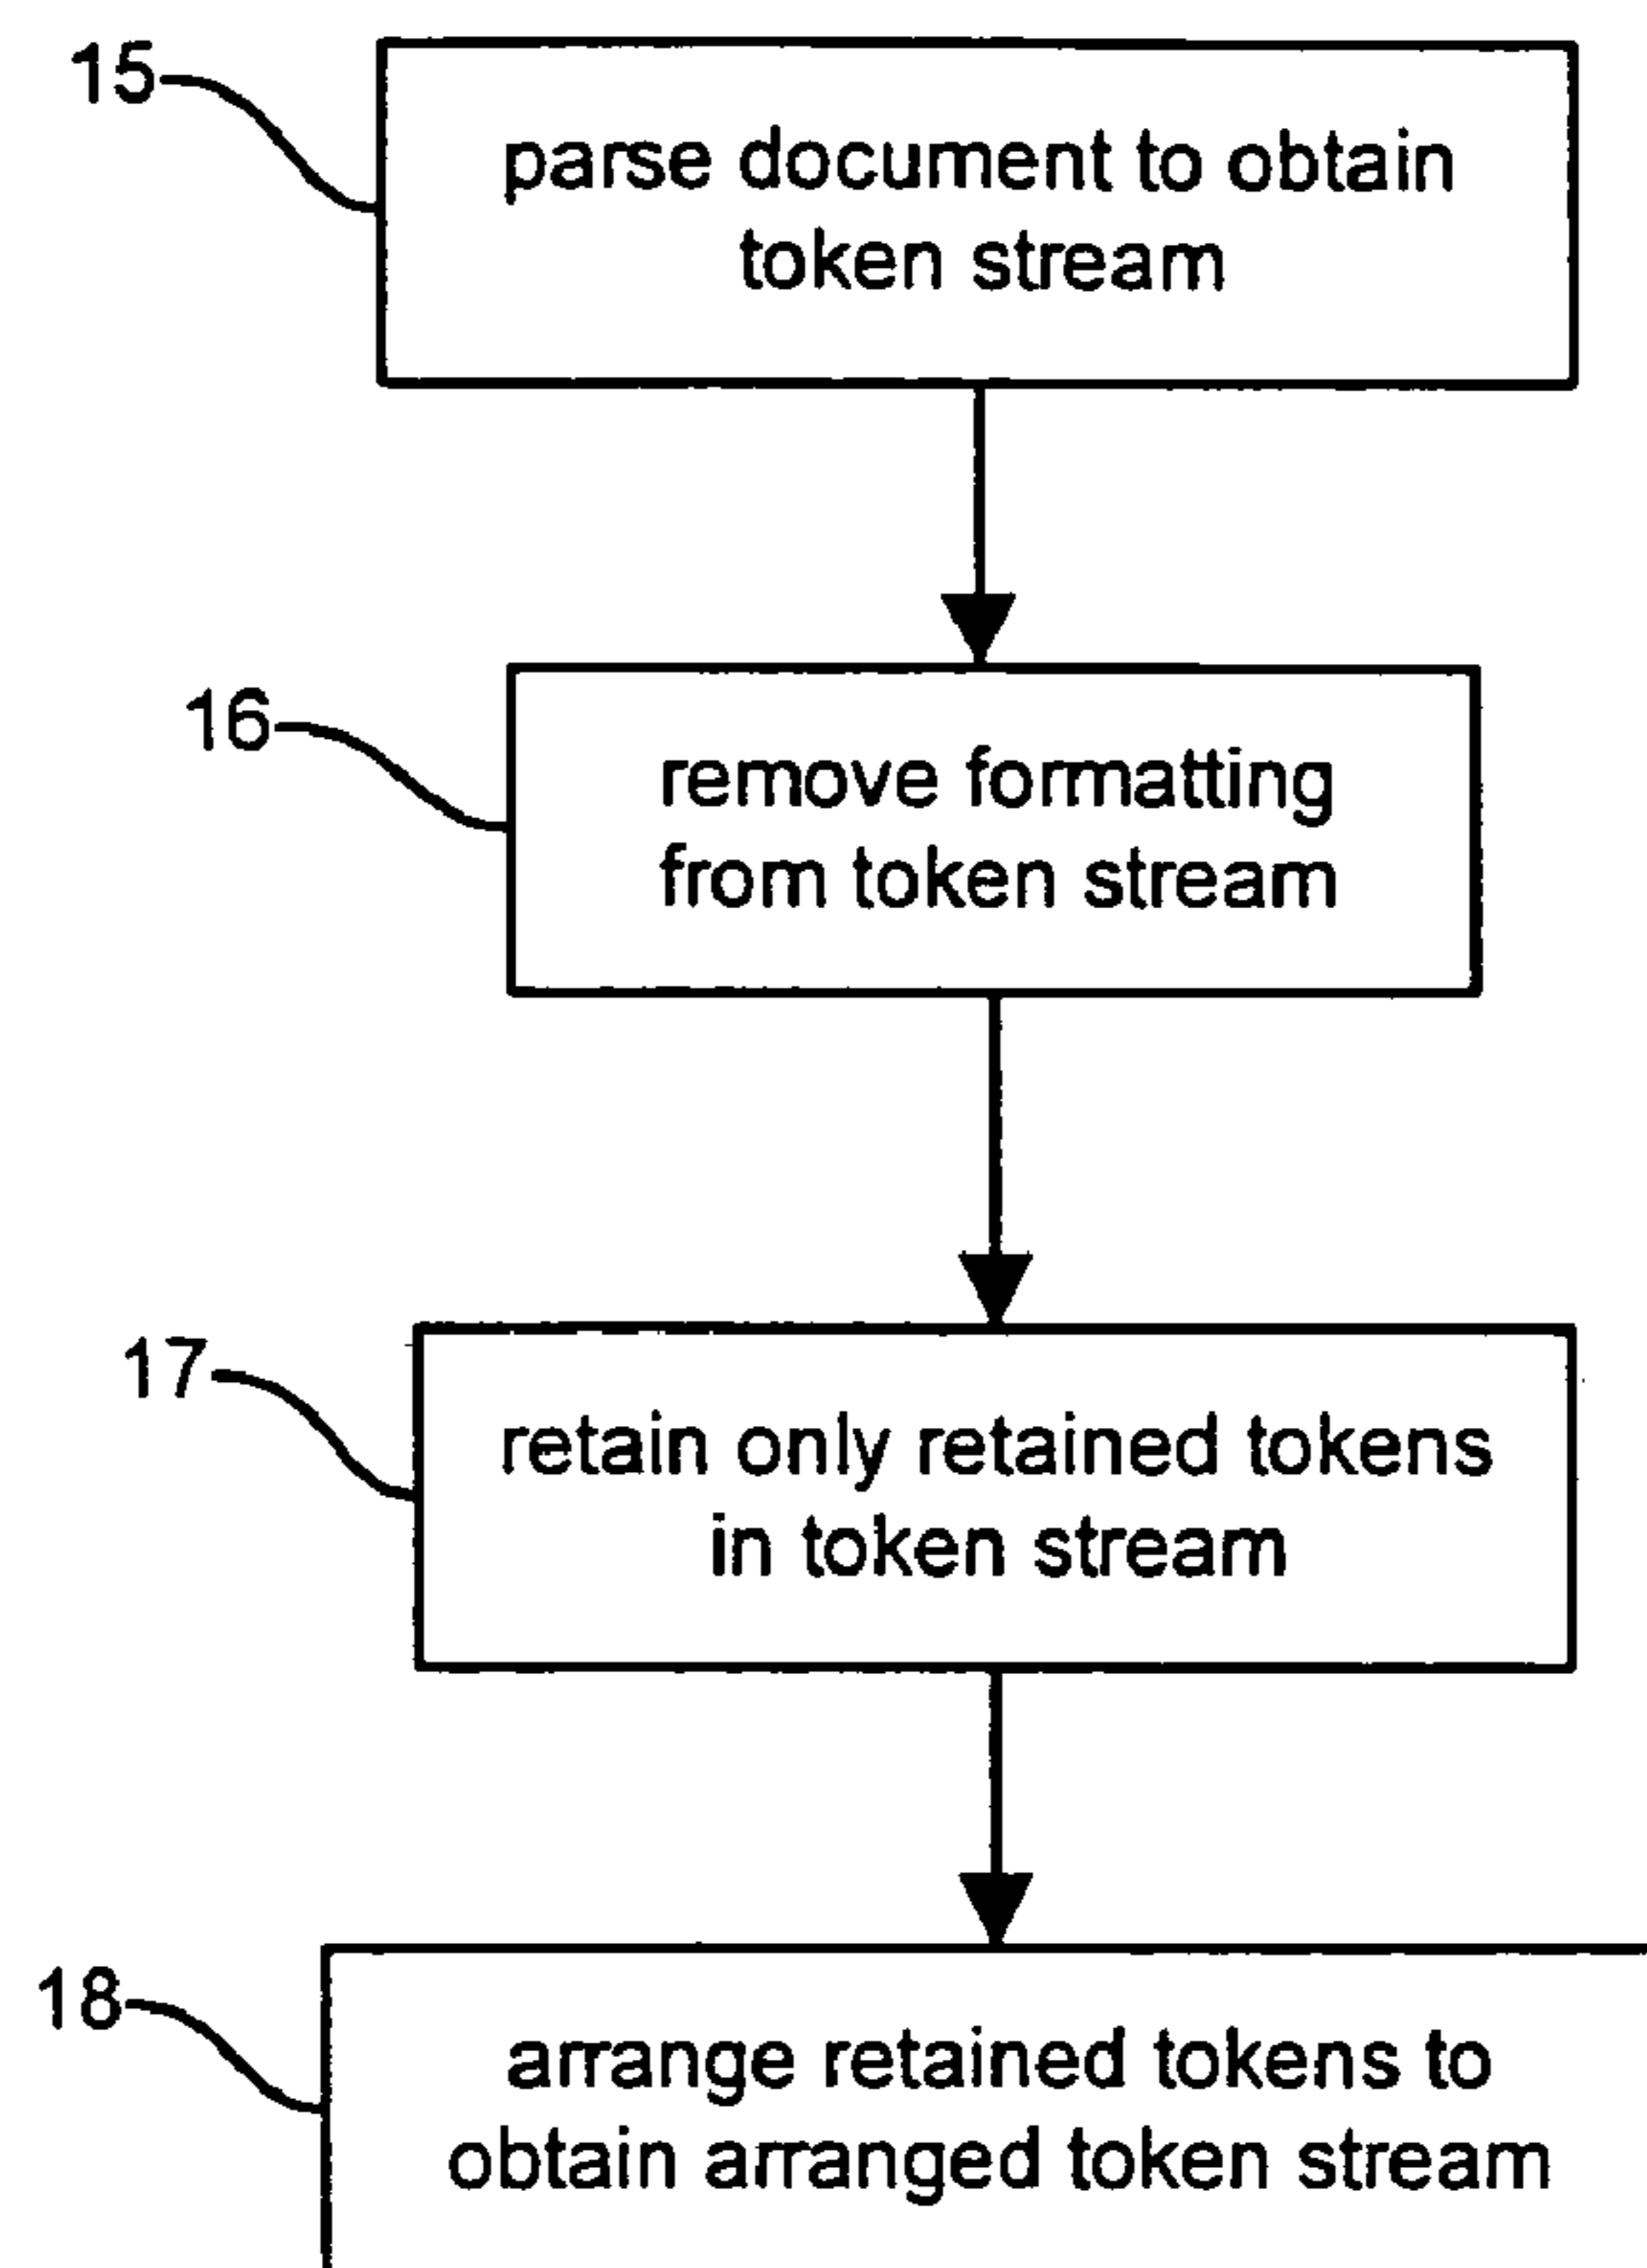 15
parse document to obtain
token stream
16
remove formatting
from token stream
17
retain only retained tokens
in token stream
18
arrange retained tokens to
obtain arranged token stream